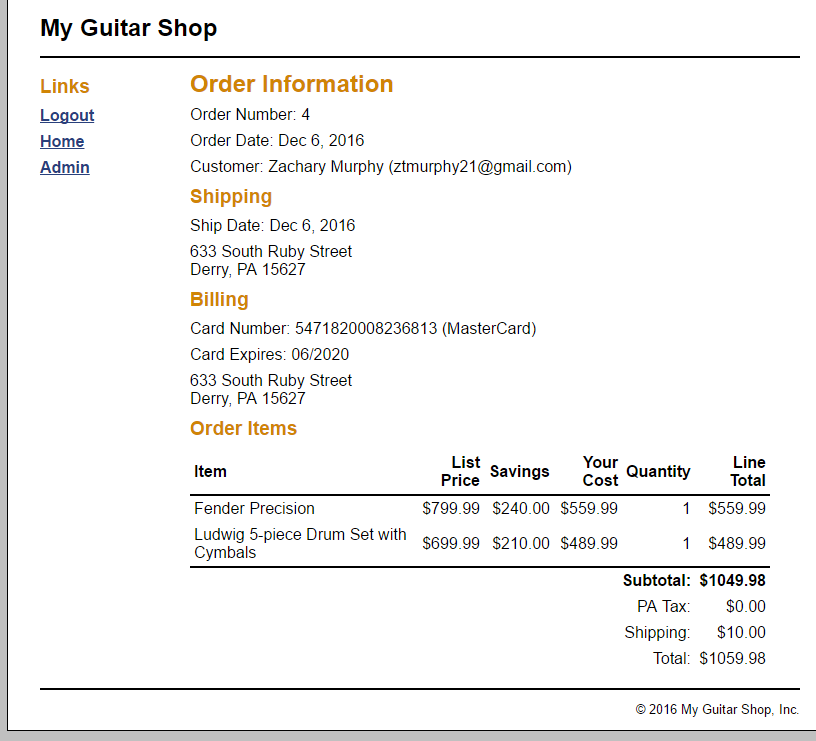 My Guitar Shop
Links
Logout
Home
Admin
Order Information
Order Number: 4
Order Date: Dec 6, 2016
Customer: Zachary Murphy (ztmurphy21@gmail.com)
Shipping
Ship Date: Dec 6, 2016
633 South Ruby Street
Derry, PA 15627
Billing
Card Number: 5471820008236813 (MasterCard)
Card Expires: 06/2020
633 South Ruby Street
Derry, PA 15627
Order Items
Item List Price Savings Your Cost Quantity Line Total
Fender Precision $799.99 $240.00 $559.99 1 $559.99
Ludwig 5-piece Drum Set with
Cymbals $699.99 $210.00 $489.99 1 $489.99
Subtotal: $1049.98
PA Tax: $0.00
Shipping: $10.00
Total: $1059.98
© 2016 My Guitar Shop, Inc.